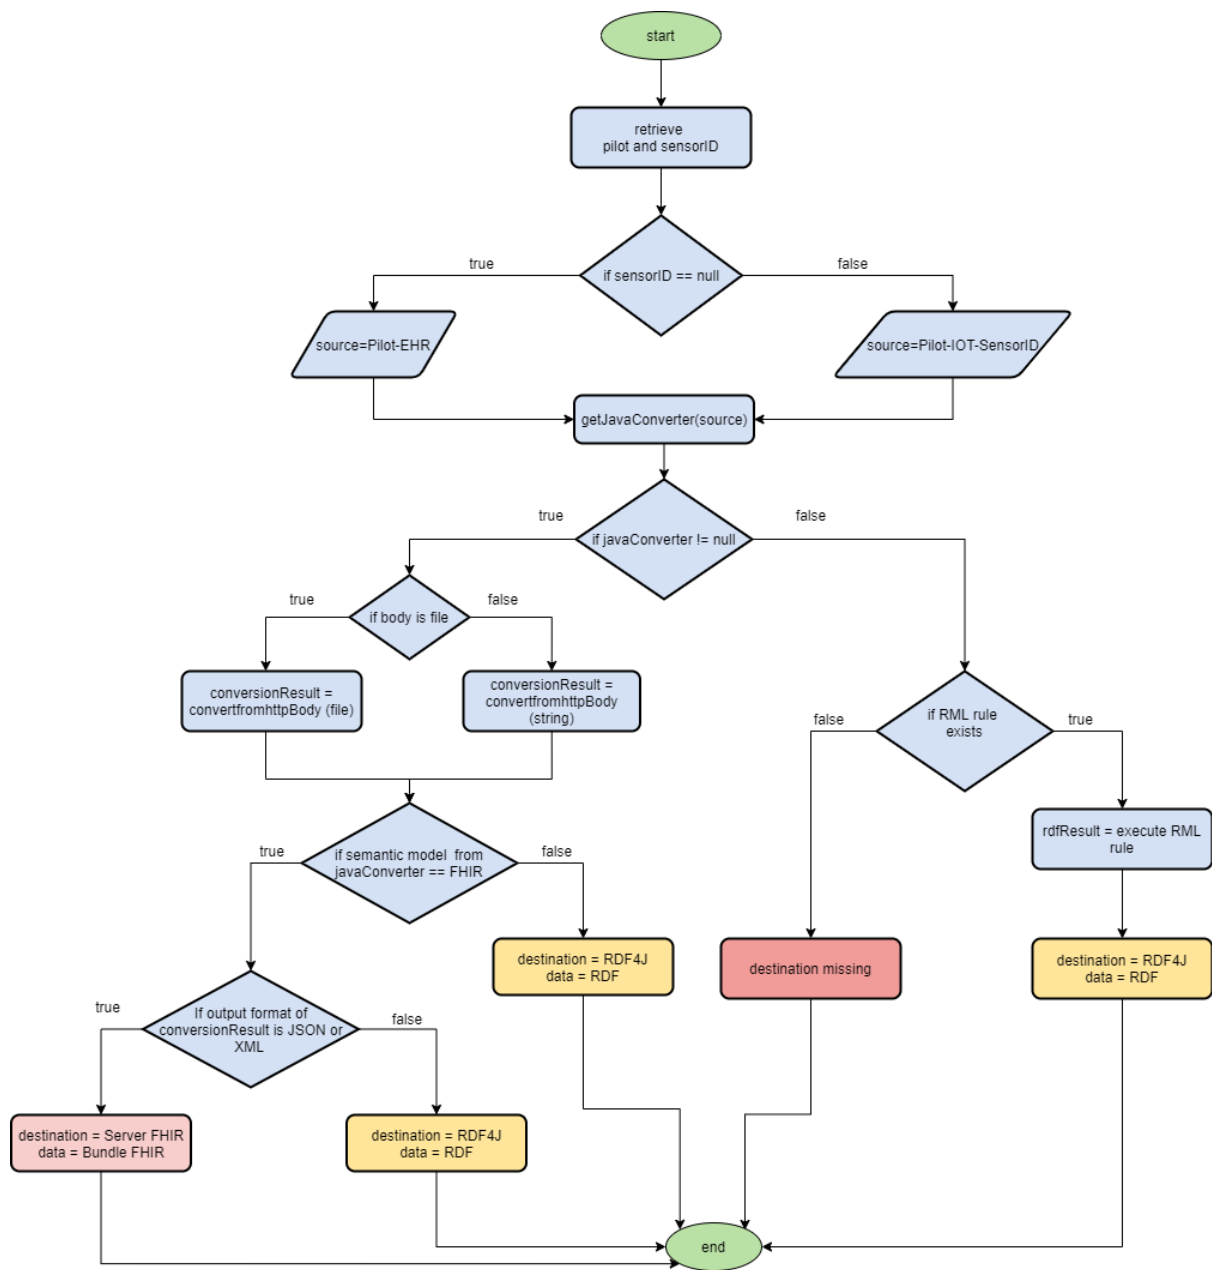 start
retrieve
pilot and sensorID
if sensorID == null
true
false
source=Pilot-EHR
source=Pilot-IOT-SensorID
getJavaConverter(source)
if javaConverter != null
true
false
if body is file
true
false
conversionResult =
convertfromhttpBody (file)
conversionResult =
convertfromhttpBody
(string)
if RML rule
exists
false
true
rdfResult = execute RML
rule
if semantic model  from
javaConverter == FHIR
true
false
destination = RDF4J
data = RDF
destination missing
destination = RDF4J
data = RDF
If output format of
conversionResult is JSON or
XML
true
false
destination = Server FHIR
data = Bundle FHIR
destination = RDF4J
data = RDF
end